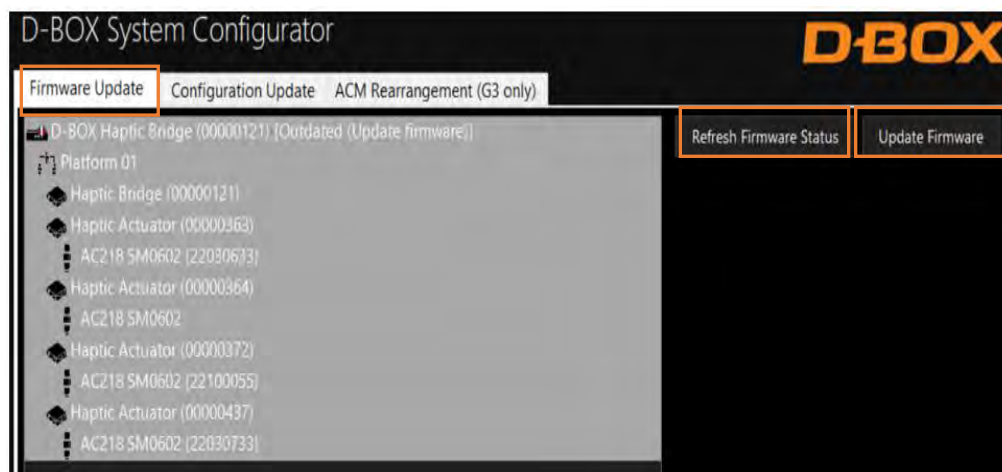 D-BOX System Configurator
D-BOX
Firmware Update Configuration Update ACM Rearrangement (G3 only)
D-BOX Haptic Bridge (00000121) [Outdated (Update firmware)]
Refresh Firmware Status Update Firmware
Platform 01
Haptic Bridge (00000121)
Haptic Actuator (00000363)
AC218 SM0602 (22030633)
Haptic Actuator (00000364)
AC218 SM0602
Haptic Actuator (00000372)
AC218 SM0602 (22100055)
Haptic Actuator (00000437)
AC218 SM0602 (22030733)